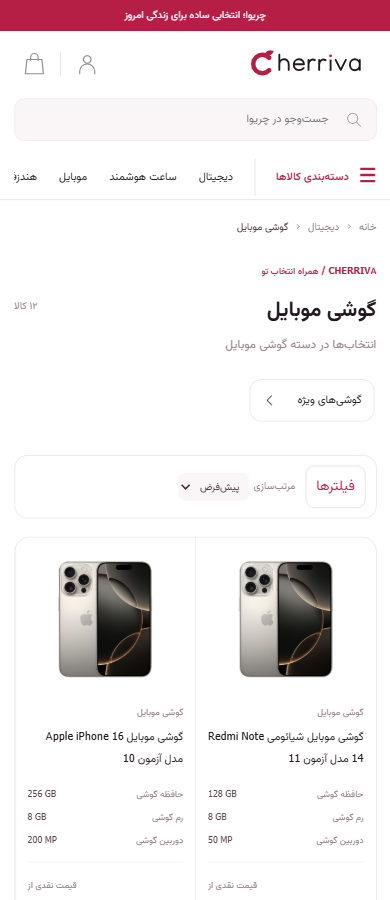 چریوا؛ انتخابی ساده برای زندگی امروز
Cherriva
جست‌وجو در چریوا
دسته‌بندی کالاها
دیجیتال
ساعت هوشمند
موبایل
هندزف
خانه > دیجیتال > گوشی موبایل
CHERRIVA / همراه انتخاب تو
گوشی موبایل
۱۲ کالا
انتخاب‌ها در دسته گوشی موبایل
گوشی‌های ویژه
فیلترها
مرتب‌سازی
پیش‌فرض
گوشی موبایل
گوشی موبایل شیائومی Redmi Note
14 مدل آزمون 11
حافظه گوشی 128 GB
رم گوشی 8 GB
دوربین گوشی 50 MP
قیمت نقدی از
گوشی موبایل
گوشی موبایل Apple iPhone 16
مدل آزمون 10
حافظه گوشی 256 GB
رم گوشی 8 GB
دوربین گوشی 200 MP
قیمت نقدی از